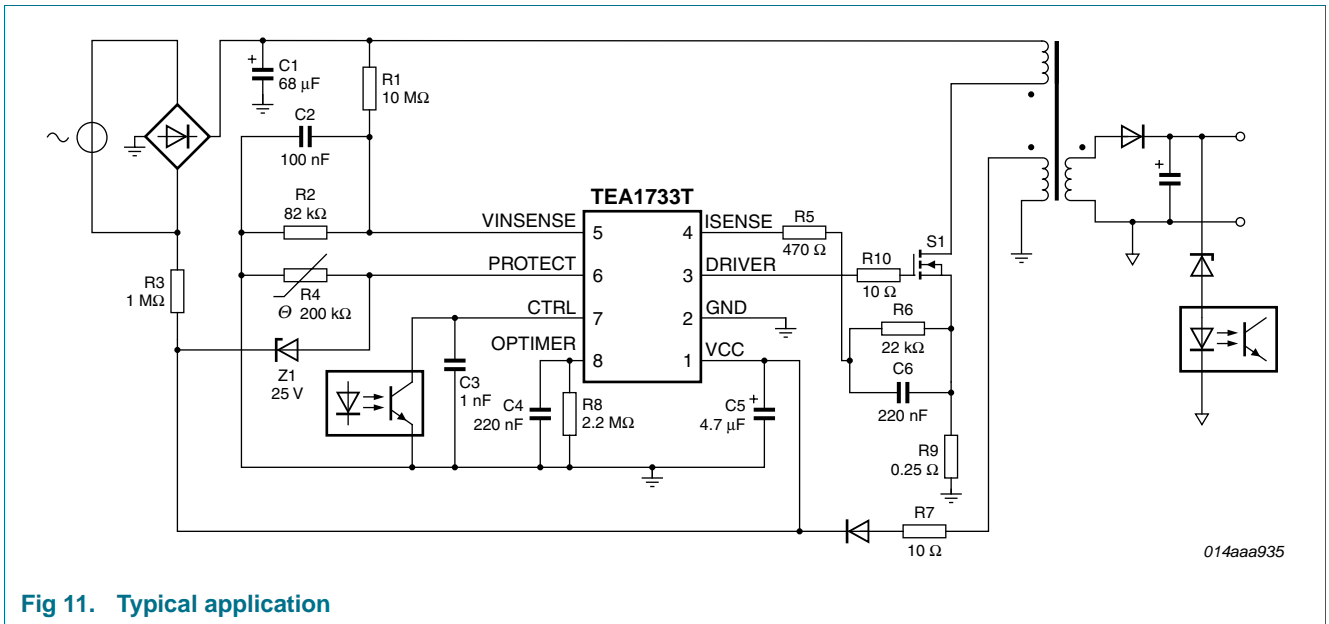 C1
68 µF
R1
10 MΩ
C2
100 nF
R2
82 kΩ
TEA1733T
VINSENSE
5
4
ISENSE
R5
470 Ω
S1
R3
1 MΩ
PROTECT
6
3
DRIVER
R10
10 Ω
Θ
R4
200 kΩ
CTRL
7
2
GND
R6
22 kΩ
OPTIMER
8
1
VCC
Z1
25 V
C3
1 nF
C4
220 nF
R8
2.2 MΩ
C5
4.7 µF
C6
220 nF
R9
0.25 Ω
R7
10 Ω
014aaa935
Fig 11. Typical application